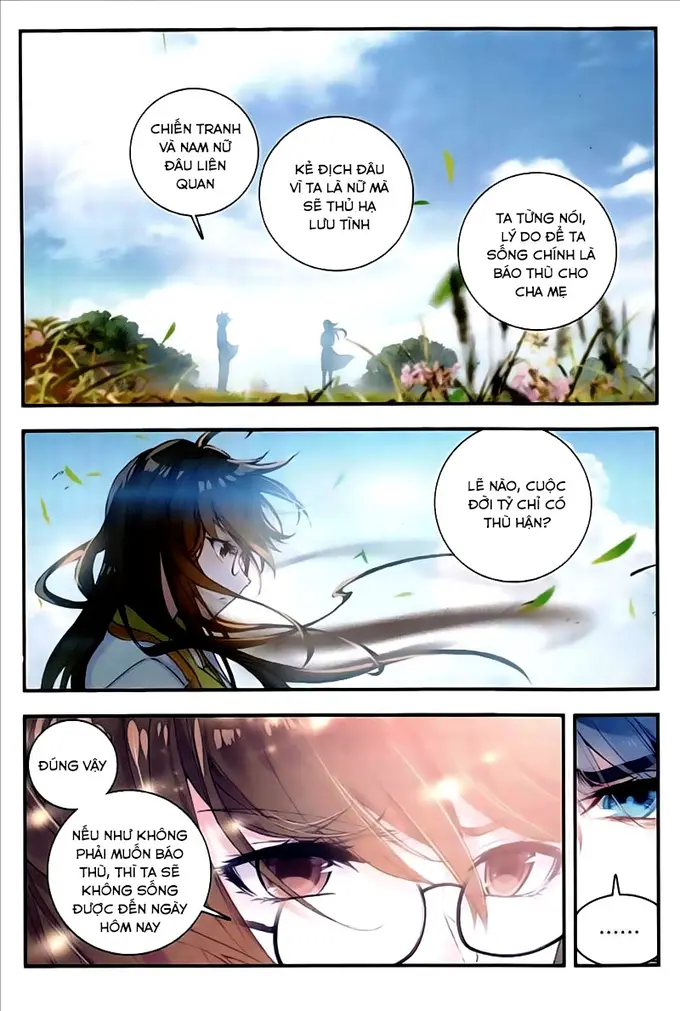 CHIẾN TRANH
VÀ NAM NỮ
ĐÂU LIÊN
QUAN
KẺ ĐỊCH ĐÂU
VÌ TA LÀ NỮ MÀ
SẼ THỦ HẠ
LƯU TÌNH
TA TỪNG NÓI,
LÝ DO ĐỂ TA
SỐNG CHÍNH LÀ
BÁO THÙ CHO
CHA MẸ
LẼ NÀO, CUỘC
ĐỜI TỶ CHỈ CÓ
THÙ HẬN?
ĐÚNG VẬY
NẾU NHƯ KHÔNG
PHẢI MUỐN BÁO
THÙ, THÌ TA SẼ
KHÔNG SỐNG
ĐƯỢC ĐẾN NGÀY
HÔM NAY
......